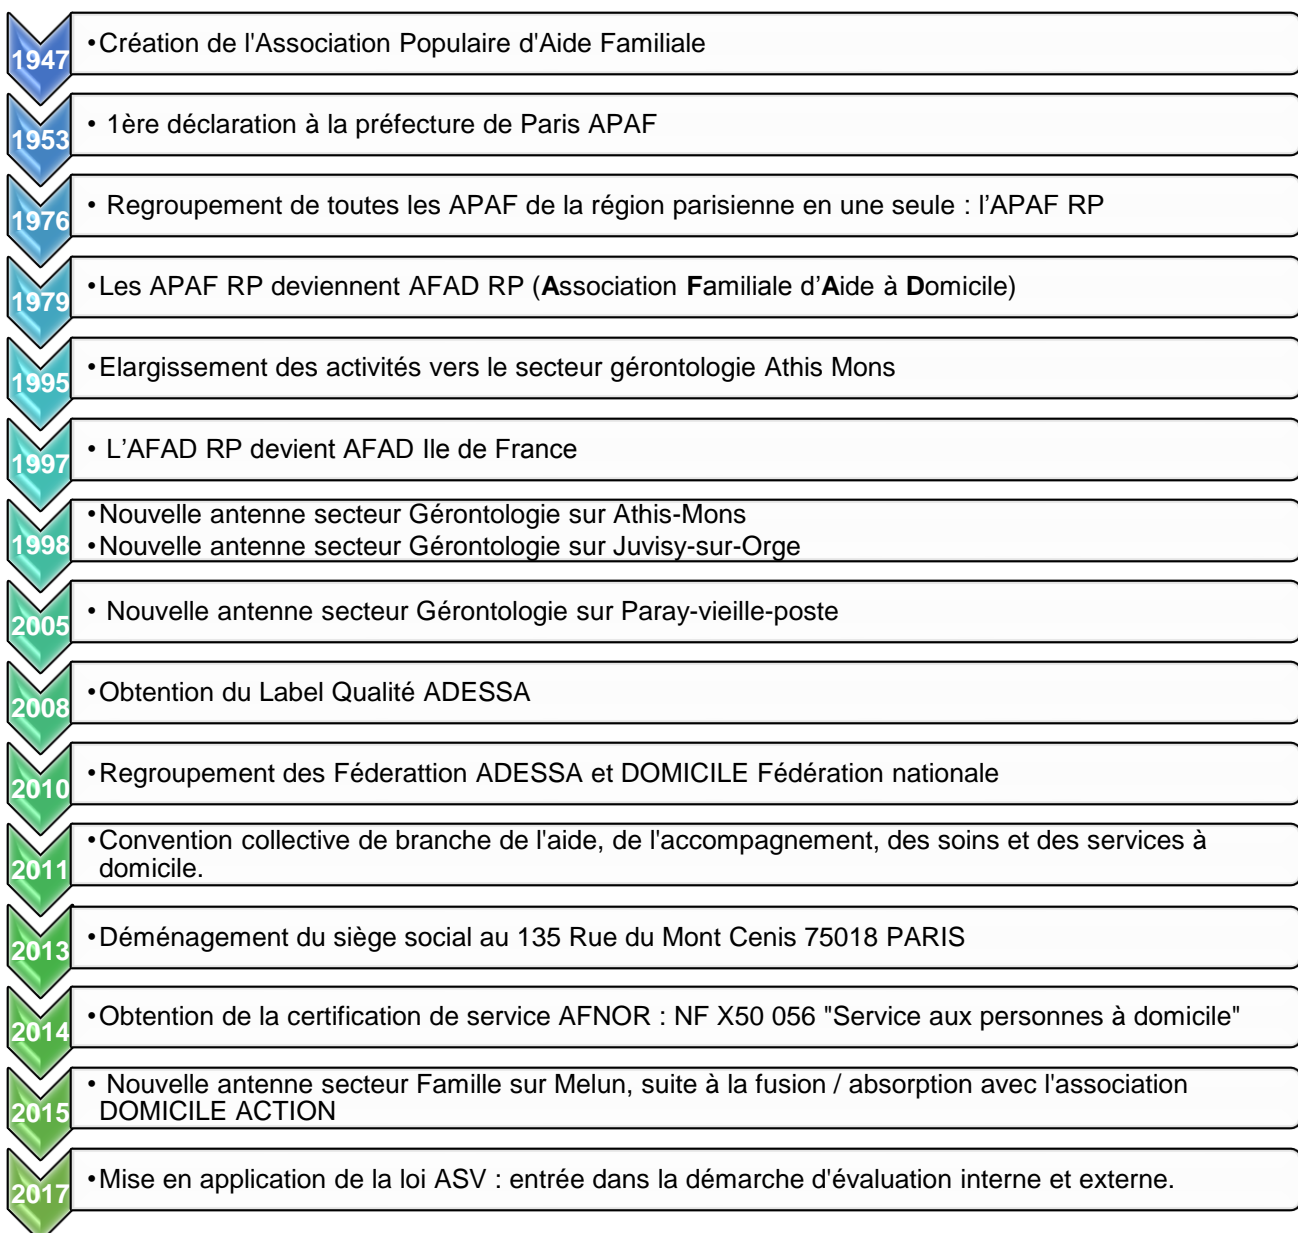 1947
•Création de l'Association Populaire d'Aide Familiale
1953
• 1ère déclaration à la préfecture de Paris APAF
1976
• Regroupement de toutes les APAF de la région parisienne en une seule : l’APAF RP
1979
•Les APAF RP deviennent AFAD RP (Association Familiale d’Aide à Domicile)
1995
•Elargissement des activités vers le secteur gérontologie Athis Mons
1997
• L’AFAD RP devient AFAD Ile de France
1998
•Nouvelle antenne secteur Gérontologie sur Athis-Mons
•Nouvelle antenne secteur Gérontologie sur Juvisy-sur-Orge
2005
• Nouvelle antenne secteur Gérontologie sur Paray-vieille-poste
2008
•Obtention du Label Qualité ADESSA
2010
•Regroupement des Féderattion ADESSA et DOMICILE Fédération nationale
2011
•Convention collective de branche de l'aide, de l'accompagnement, des soins et des services à
domicile.
2013
•Déménagement du siège social au 135 Rue du Mont Cenis 75018 PARIS
2014
•Obtention de la certification de service AFNOR : NF X50 056 "Service aux personnes à domicile"
2015
• Nouvelle antenne secteur Famille sur Melun, suite à la fusion / absorption avec l'association
DOMICILE ACTION
2017
•Mise en application de la loi ASV : entrée dans la démarche d'évaluation interne et externe.